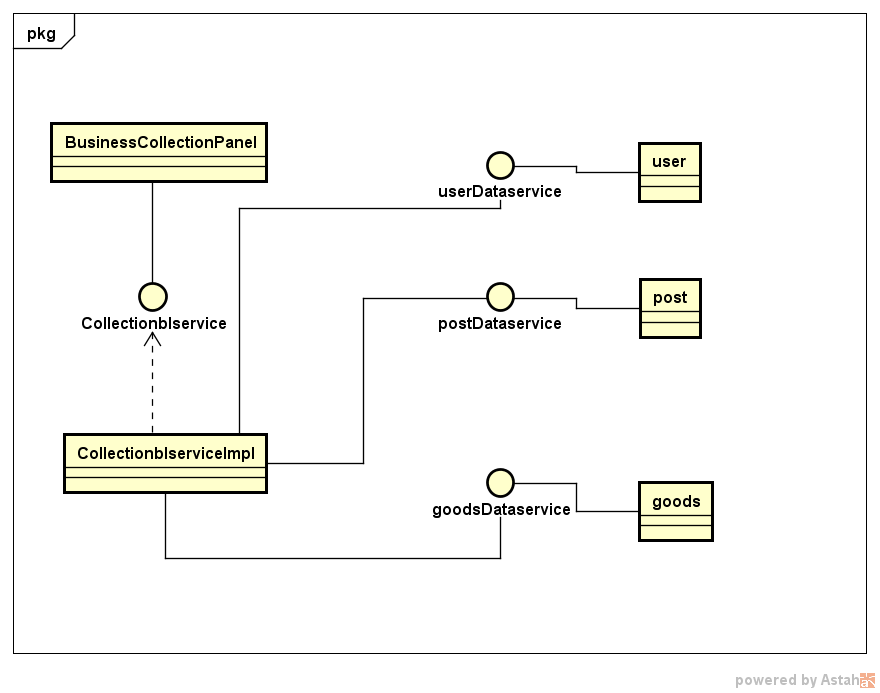 pkg
BusinessCollectionPanel
userDataservice
user
Collectionblservice
postDataservice
post
CollectionblserviceImpl
goodsDataservice
goods
powered by Astah